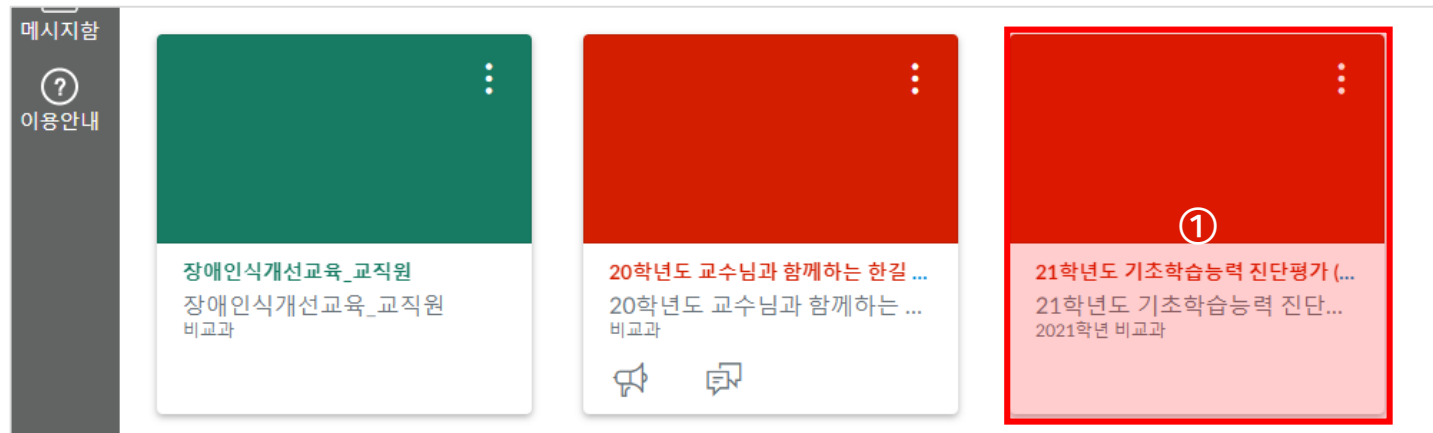 메시지함
?
이용안내
장애인식개선교육_교직원
장애인식개선교육_교직원
비교과
20학년도 교수님과 함께하는 한길 ...
20학년도 교수님과 함께하는 ...
비교과
①
21학년도 기초학습능력 진단평가 (...
21학년도 기초학습능력 진단...
2021학년 비교과